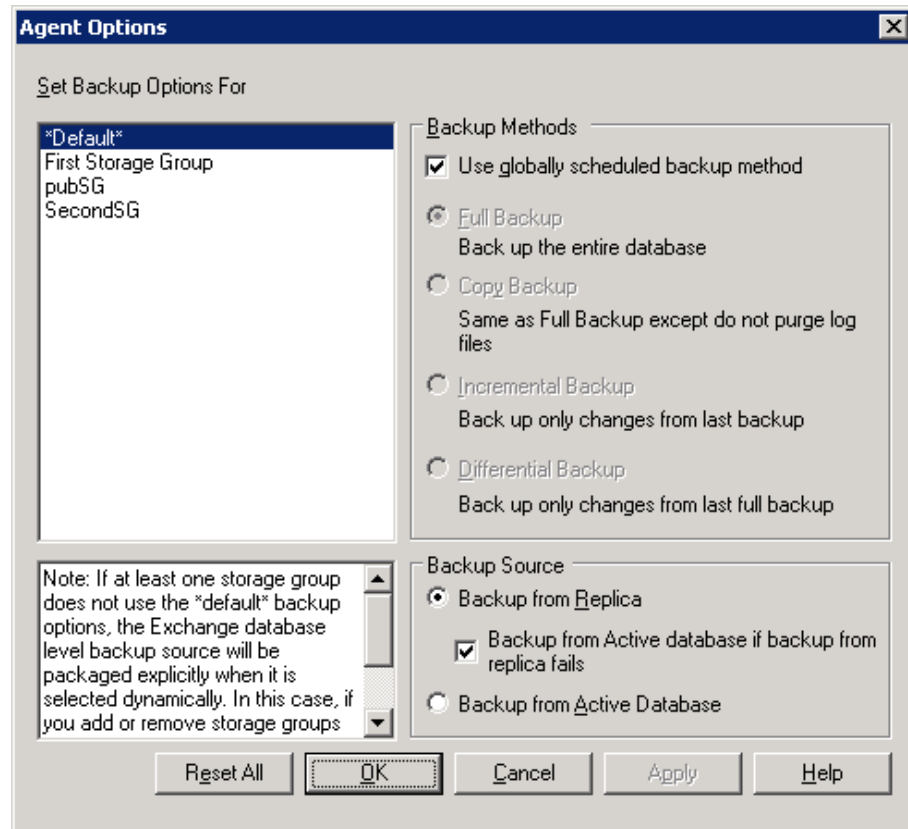 Agent Options
Set Backup Options For
*Default*
First Storage Group
pubSG
SecondSG
Backup Methods
Use globally scheduled backup method
Full Backup
Back up the entire database
Copy Backup
Same as Full Backup except do not purge log
files
Incremental Backup
Back up only changes from last backup
Differential Backup
Back up only changes from last full backup
Note: If at least one storage group
does not use the *default* backup
options, the Exchange database
level backup source will be
packaged explicitly when it is
selected dynamically. In this case, if
you add or remove storage groups
Backup Source
Backup from Replica
Backup from Active database if backup from
replica fails
Backup from Active Database
Reset All
OK
Cancel
Apply
Help